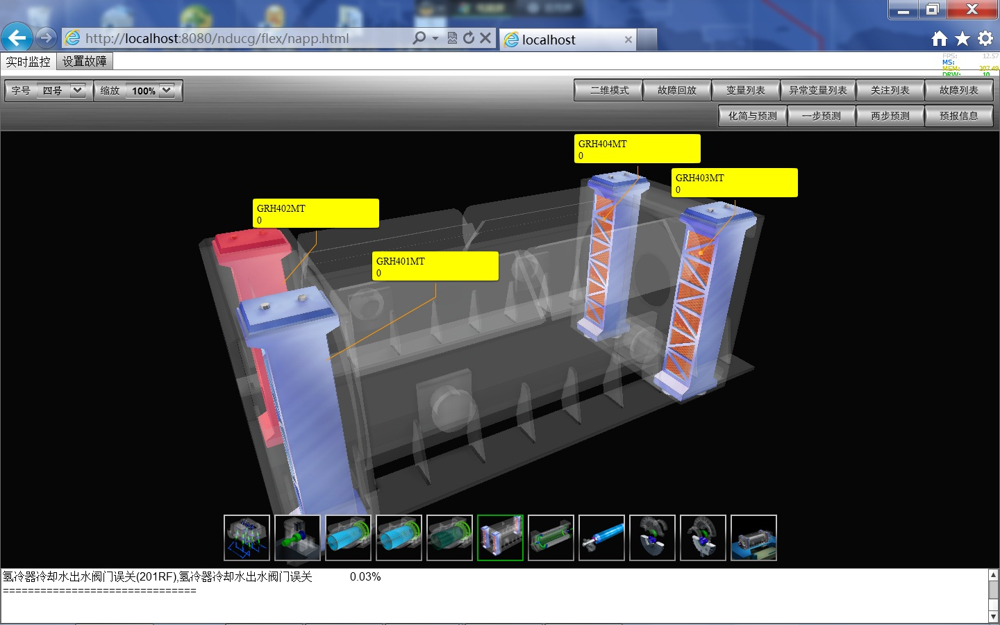 http://localhost:8080/nducg/flex/napp.html
localhost
实时监控
设置故障
FPS: 12.57
MS:
MEM: 207.49
DRW: 10
字号 四号
缩放 100%
二维模式
故障回放
变量列表
异常变量列表
关注列表
故障列表
化简与预测
一步预测
两步预测
预报信息
GRH404MT
0
GRH403MT
0
GRH402MT
0
GRH401MT
0
氢冷器冷却水出水阀门误关(201RF),氢冷器冷却水出水阀门误关 0.03%
===============================